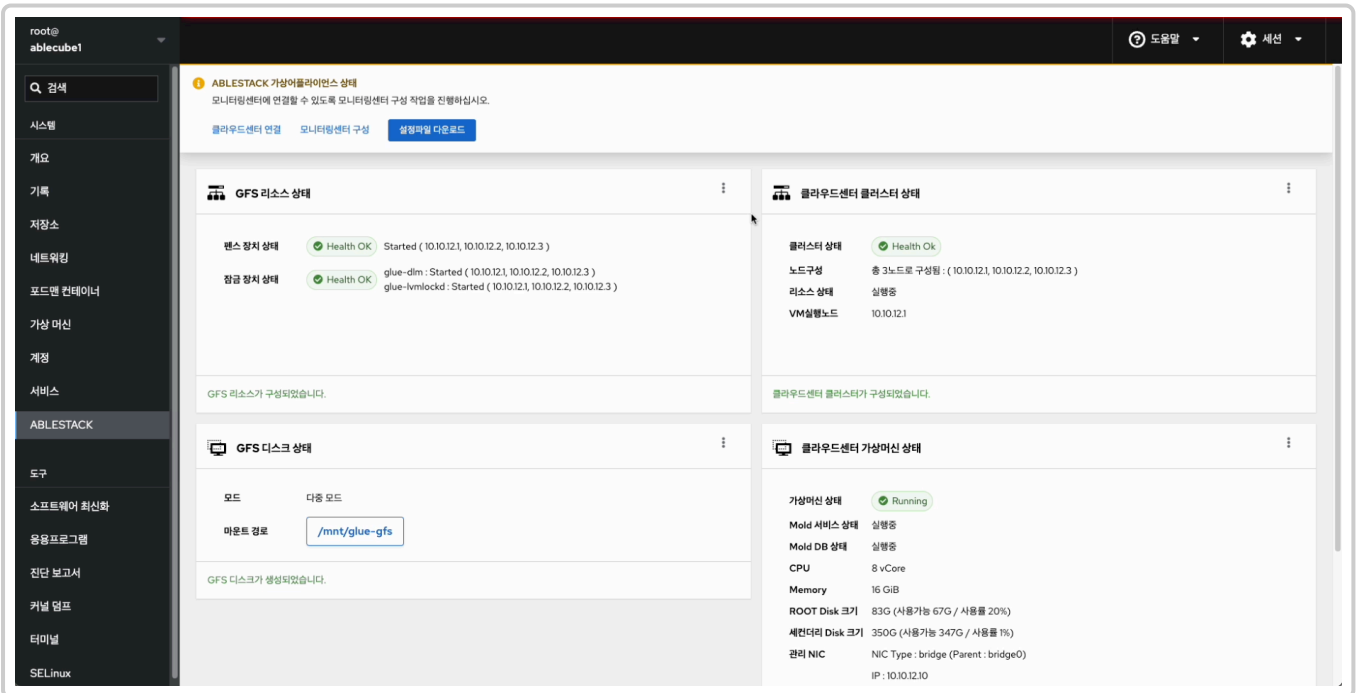 root@
ablecube1
도움말
세션
검색
시스템
개요
기록
저장소
네트워킹
포드맨 컨테이너
가상 머신
계정
서비스
ABLESTACK
도구
소프트웨어 최신화
응용프로그램
진단 보고서
커널 덤프
터미널
SELinux
ABLESTACK 가상어플라이언스 상태
모니터링센터에 연결할 수 있도록 모니터링센터 구성 작업을 진행하십시오.
클라우드센터 연결 모니터링센터 구성 설정파일 다운로드
GFS 리소스 상태
펜스 장치 상태 Health OK Started ( 10.10.12.1, 10.10.12.2, 10.10.12.3 )
잠금 장치 상태 Health OK glue-dlm : Started ( 10.10.12.1, 10.10.12.2, 10.10.12.3 )
glue-lvmlockd : Started ( 10.10.12.1, 10.10.12.2, 10.10.12.3 )
GFS 리소스가 구성되었습니다.
클라우드센터 클러스터 상태
클러스터 상태 Health Ok
노드구성 총 3노드로 구성됨 : ( 10.10.12.1, 10.10.12.2, 10.10.12.3 )
리소스 상태 실행중
VM실행노드 10.10.12.1
클라우드센터 클러스터가 구성되었습니다.
GFS 디스크 상태
모드 다중 모드
마운트 경로 /mnt/glue-gfs
GFS 디스크가 생성되었습니다.
클라우드센터 가상머신 상태
가상머신 상태 Running
Mold 서비스 상태 실행중
Mold DB 상태 실행중
CPU 8 vCore
Memory 16 GiB
ROOT Disk 크기 83G (사용가능 67G / 사용률 20%)
세컨더리 Disk 크기 350G (사용가능 347G / 사용률 1%)
관리 NIC NIC Type : bridge (Parent : bridge0)
IP : 10.10.12.10